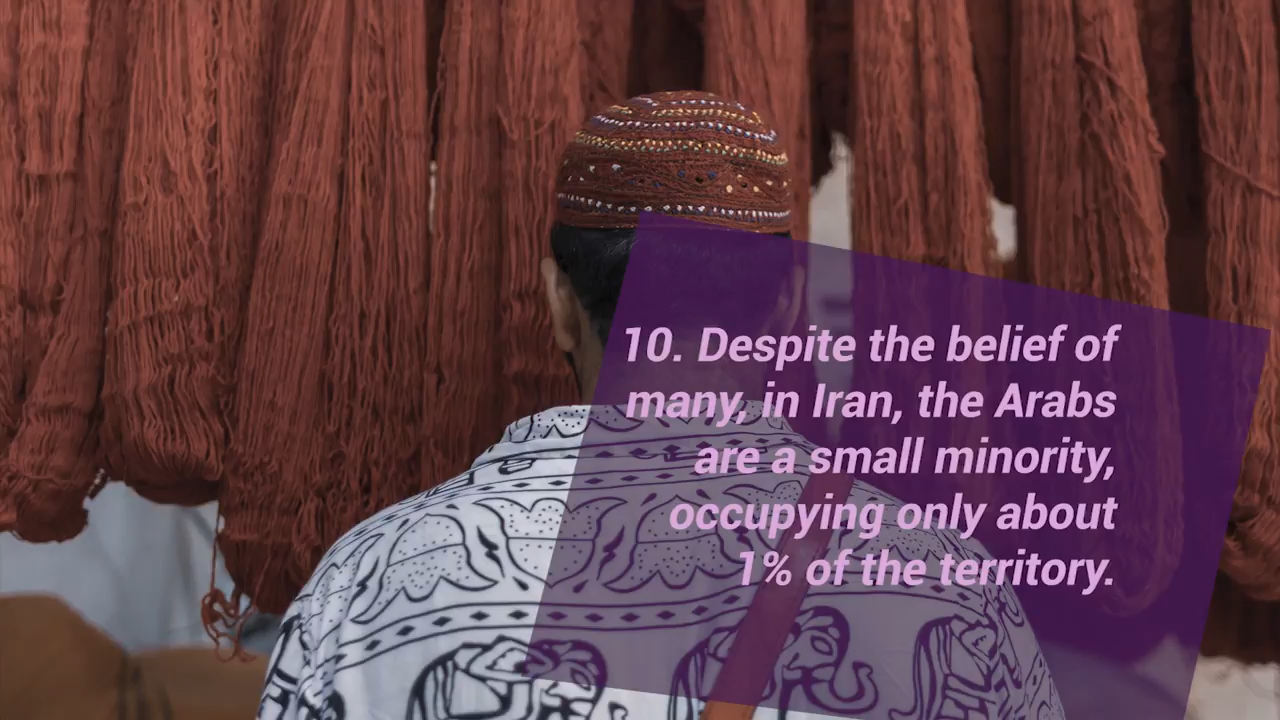 10. Despite the belief of
many, in Iran, the Arabs
are a small minority,
occupying only about
1% of the territory.